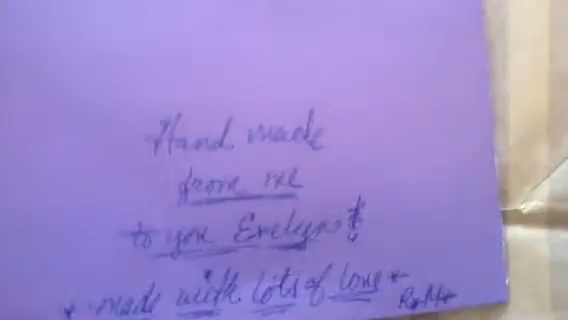 Hand made
from me
to you Evelyn
* made with lots of love *